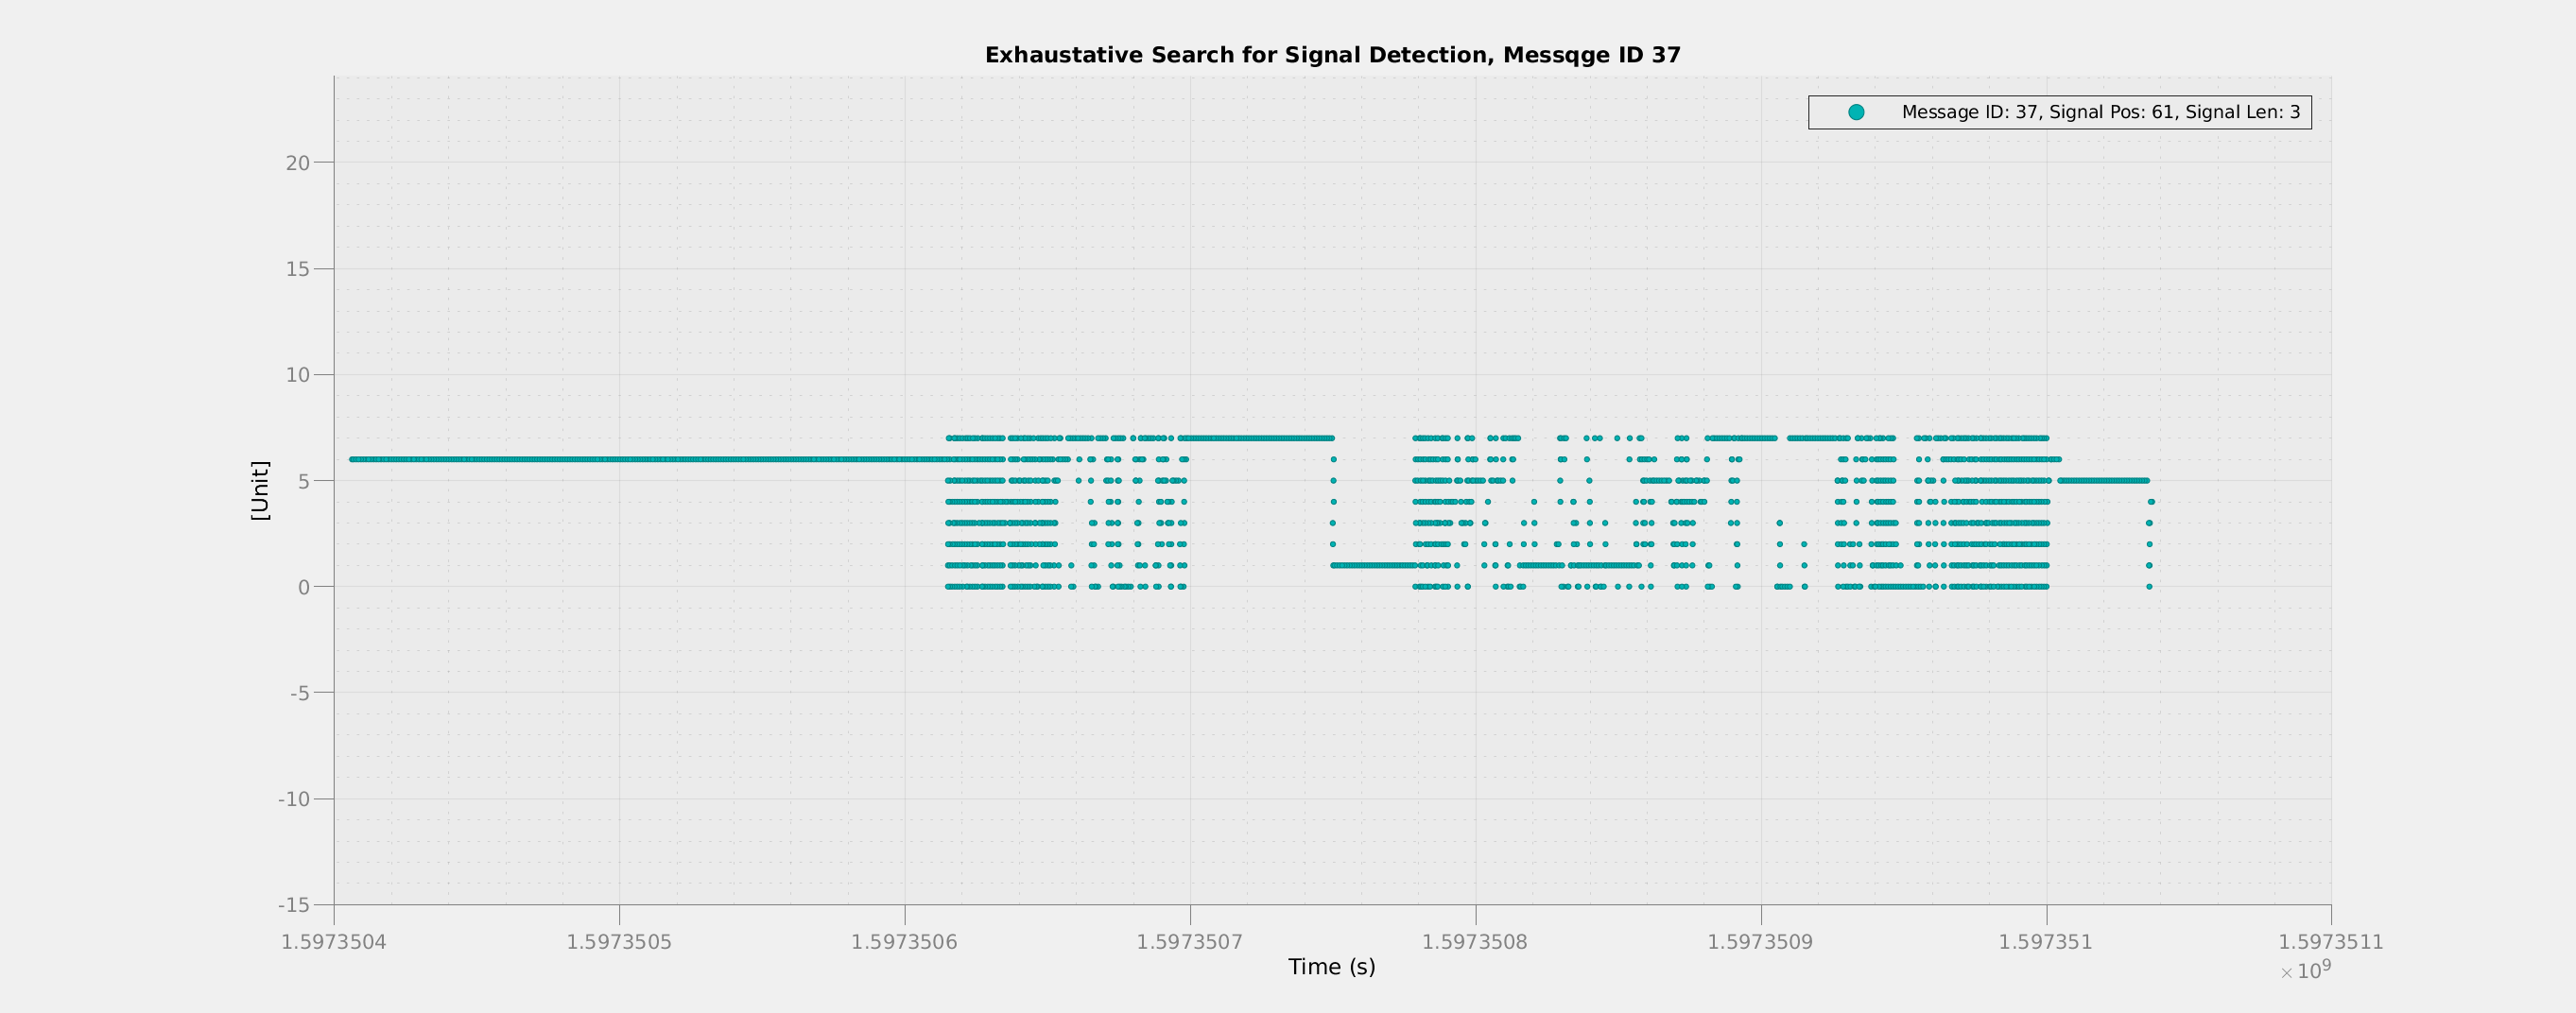 Exhaustative Search for Signal Detection, Messqge ID 37
Message ID: 37, Signal Pos: 61, Signal Len: 3
20
15
10
5
0
-5
-10
-15
[Unit]
1.5973504 1.5973505 1.5973506 1.5973507 1.5973508 1.5973509 1.597351 1.5973511
Time (s)
× 10⁹